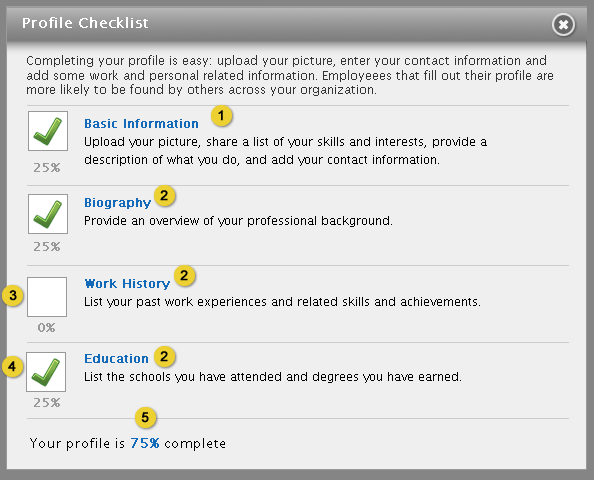 Profile Checklist
Completing your profile is easy: upload your picture, enter your contact information and
add some work and personal related information. Employeees that fill out their profile are
more likely to be found by others across your organization.
Basic Information 1
Upload your picture, share a list of your skills and interests, provide a
description of what you do, and add your contact information.
25%
Biography 2
Provide an overview of your professional background.
25%
Work History 2
3
List your past work experiences and related skills and achievements.
0%
Education 2
4
List the schools you have attended and degrees you have earned.
25%
5
Your profile is 75% complete